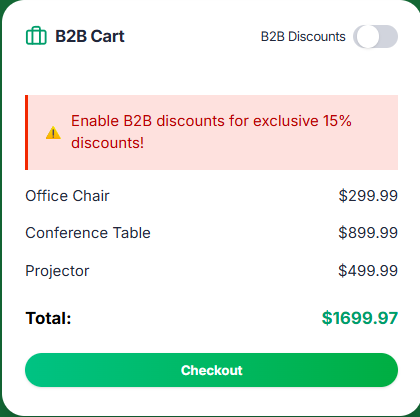 B2B Cart
B2B Discounts
⚠️ Enable B2B discounts for exclusive 15%
discounts!
Office Chair $299.99
Conference Table $899.99
Projector $499.99
Total: $1699.97
Checkout